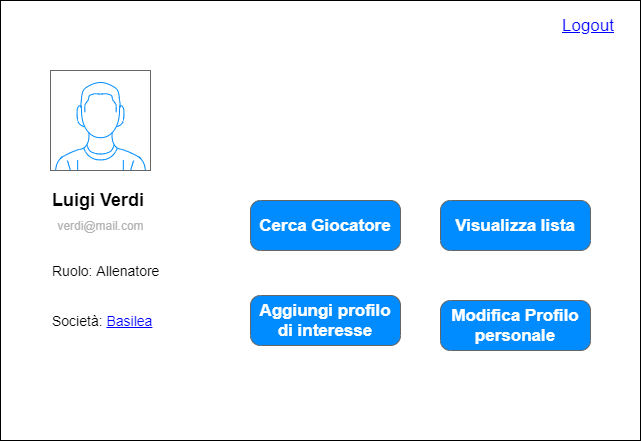 Logout
Luigi Verdi
verdi@mail.com
Ruolo: Allenatore
Società: Basilea
Cerca Giocatore
Visualizza lista
Aggiungi profilo
di interesse
Modifica Profilo
personale